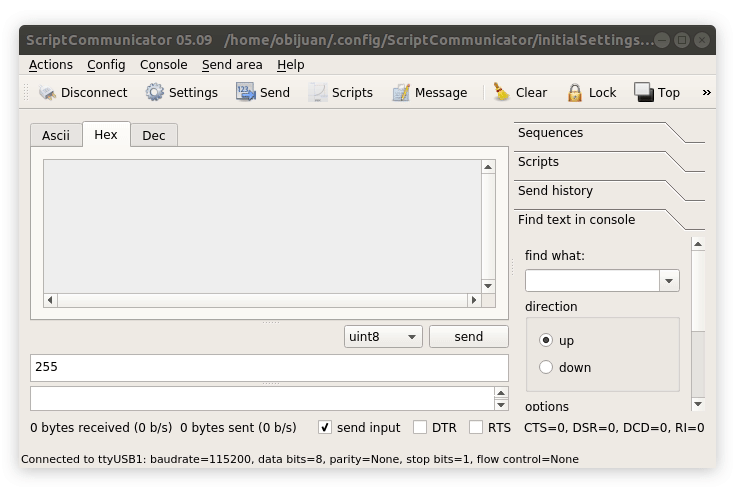 ScriptCommunicator 05.09 /home/obijuan/.config/ScriptCommunicator/initialSettings...
Actions Config Console Send area Help
Disconnect Settings Send Scripts Message Clear Lock Top »
Ascii Hex Dec
Sequences
Scripts
Send history
Find text in console
find what:
direction
up
down
options
uint8 send
255
0 bytes received (0 b/s) 0 bytes sent (0 b/s) send input DTR RTS CTS=0, DSR=0, DCD=0, RI=0
Connected to ttyUSB1: baudrate=115200, data bits=8, parity=None, stop bits=1, flow control=None